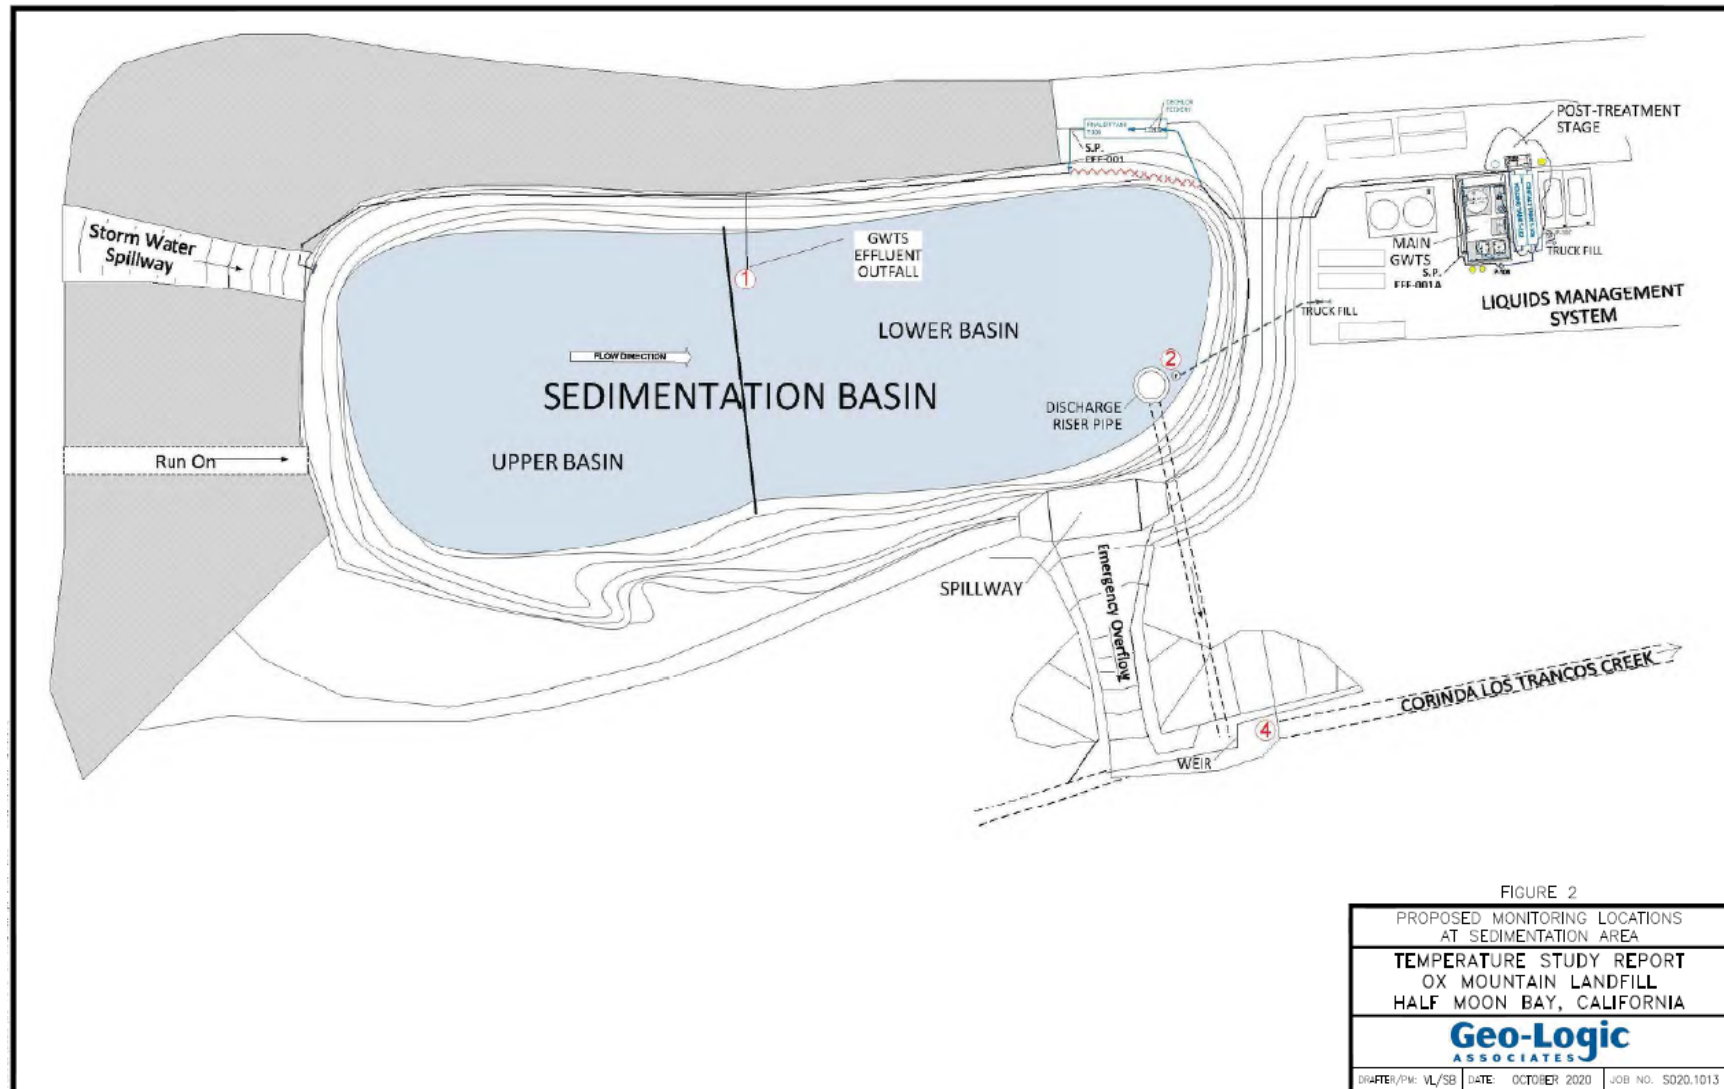 POST-TREATMENT
STAGE
S.P.
EFF-001
Storm Water
Spillway
GWTS
EFFLUENT
OUTFALL
1
MAIN
GWTS
S.P.
EFF-001A
TRUCK FILL
LIQUIDS MANAGEMENT
SYSTEM
TRUCK FILL
LOWER BASIN
FLOW DIRECTION
2
SEDIMENTATION BASIN
DISCHARGE
RISER PIPE
UPPER BASIN
Run On
SPILLWAY
Emergency Overflow
CORINDA LOS TRANCOS CREEK
4
WEIR
FIGURE 2
PROPOSED MONITORING LOCATIONS
AT SEDIMENTATION AREA
TEMPERATURE STUDY REPORT
OX MOUNTAIN LANDFILL
HALF MOON BAY, CALIFORNIA
Geo-Logic
ASSOCIATES
DRAFTER/PM: VL/SB DATE: OCTOBER 2020 JOB NO. SO20.1013